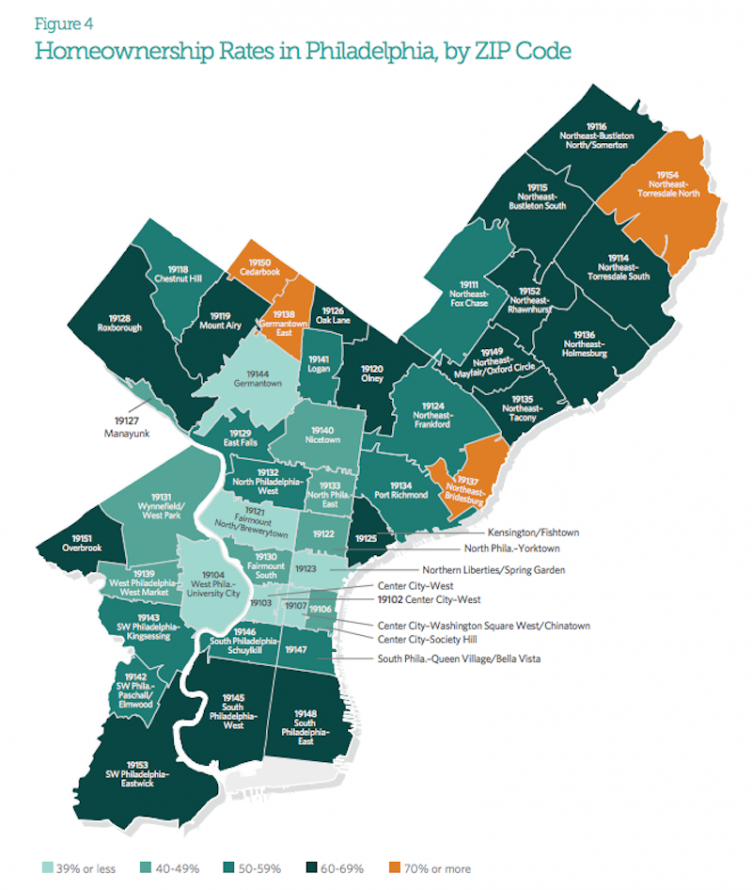 Figure 4
Homeownership Rates in Philadelphia, by ZIP Code
19116
Northeast-Bustleton
North/Somerton
19154
Northeast-
Torresdale North
19115
Northeast-
Bustleton South
19114
Northeast-
Torresdale South
19118
Chestnut Hill
19150
Cedarbook
19111
Northeast-
Fox Chase
19152
Northeast-
Rhawnhurst
19128
Roxborough
19119
Mount Airy
19138
Germantown
East
19126
Oak Lane
19136
Northeast-
Holmesburg
19149
Northeast-
Mayfair/Oxford Circle
19144
Germantown
19141
Logan
19120
Olney
19135
Northeast-
Tacony
19127
Manayunk
19124
Northeast-
Frankford
19129
East Falls
19140
Nicetown
19132
North Philadelphia-
West
19133
North Phila.-
East
19134
Port Richmond
19137
Northeast-
Bridesburg
19131
Wynnefield/
West Park
19121
Fairmount
North/Brewerytown
19122
19125
Kensington/Fishtown
North Phila.–Yorktown
19151
Overbrook
19130
Fairmount
South
19123
Northern Liberties/Spring Garden
19139
West Philadelphia-
West Market
19104
West Phila.–
University City
19103
19107
19106
Center City–West
19102 Center City–West
Center City–Washington Square West/Chinatown
Center City–Society Hill
19143
SW Philadelphia-
Kingsessing
19146
South Philadelphia-
Schuylkill
19147
South Phila.–Queen Village/Bella Vista
19142
SW Phila.–
Paschall/
Elmwood
19145
South
Philadelphia-
West
19148
South
Philadelphia-
East
19153
SW Philadelphia–
Eastwick
39% or less
40-49%
50-59%
60-69%
70% or more